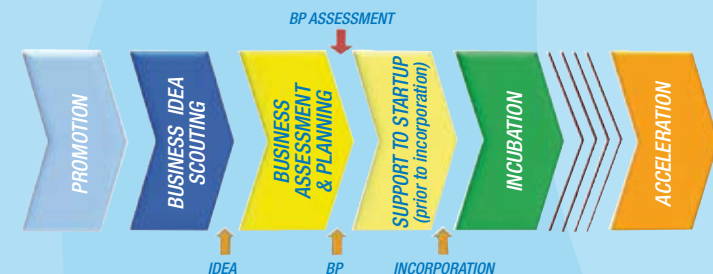 BP ASSESSMENT
PROMOTION
BUSINESS IDEA
SCOUTING
BUSINESS
ASSESSMENT
& PLANNING
SUPPORT TO STARTUP
(prior to incorporation)
INCUBATION
ACCELERATION
IDEA
BP
INCORPORATION